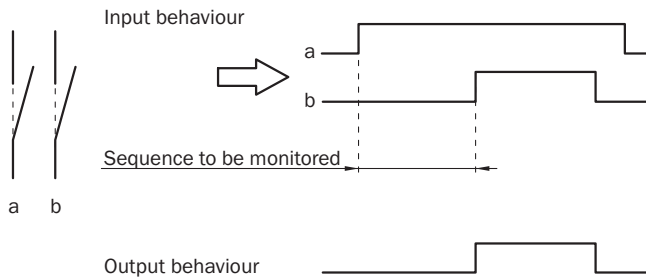 Input behaviour
a
b
Sequence to be monitored
a b
Output behaviour